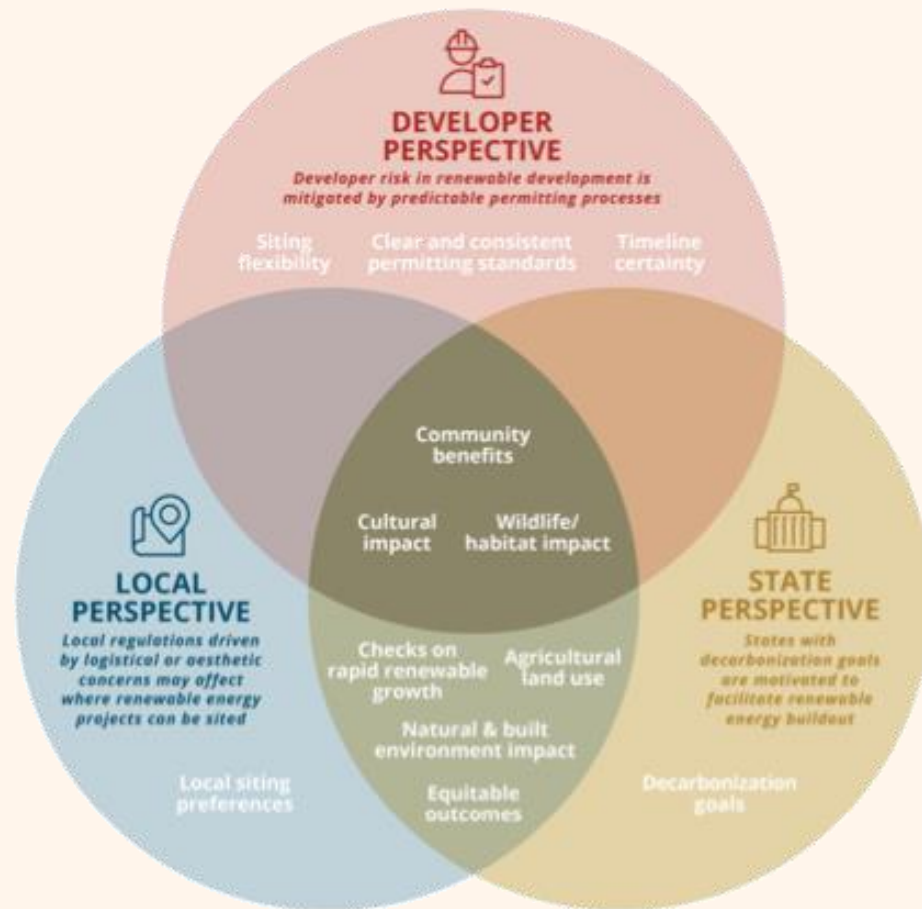 DEVELOPER
PERSPECTIVE
Developer risk in renewable development is
mitigated by predictable permitting processes
Siting
flexibility
Clear and consistent
permitting standards
Timeline
certainty
Community
benefits
Cultural
impact
Wildlife/
habitat impact
LOCAL
PERSPECTIVE
Local regulations driven
by logistical or aesthetic
concerns may affect
where renewable energy
projects can be sited
STATE
PERSPECTIVE
States with
decarbonization goals
are motivated to
facilitate renewable
energy buildout
Checks on
rapid renewable
growth
Agricultural
land use
Natural & built
environment impact
Local siting
preferences
Equitable
outcomes
Decarbonization
goals